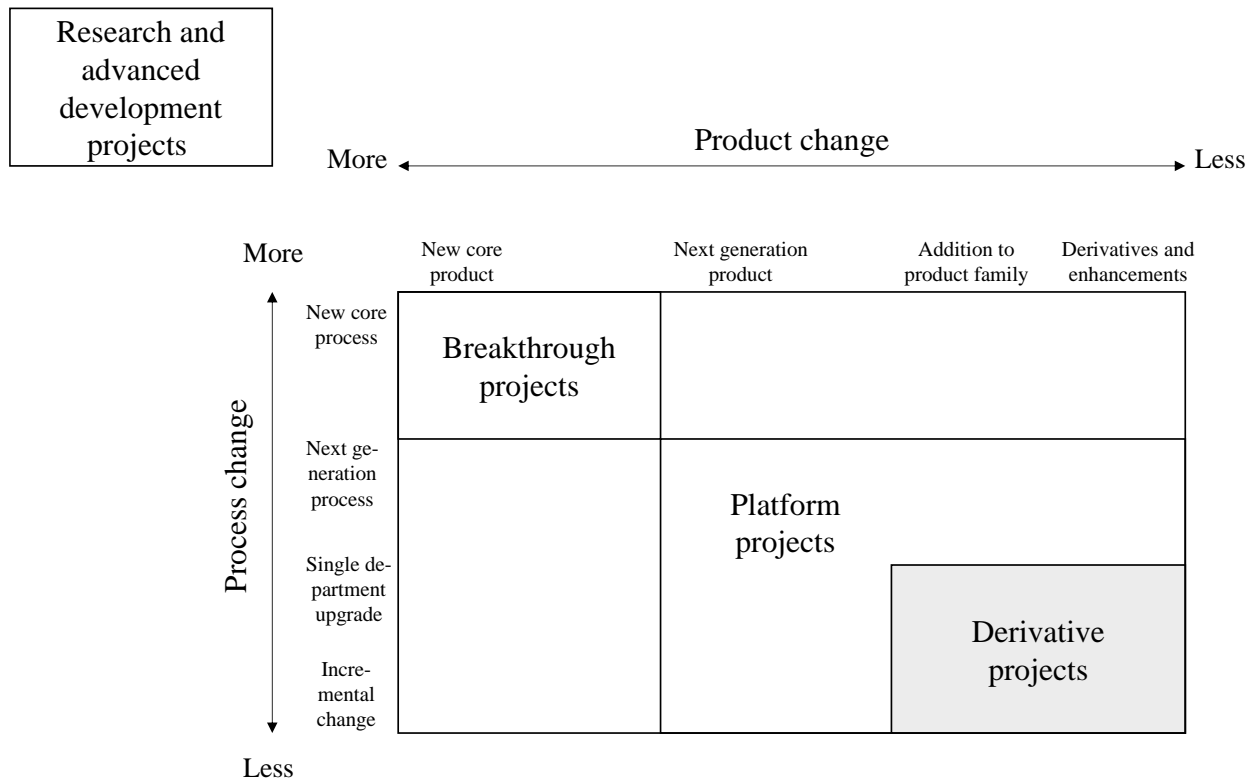 Research and
advanced
development
projects
Product change
More
Less
More
New core
product
Next generation
product
Addition to
product family
Derivatives and
enhancements
New core
process
Breakthrough
projects
Process change
Next ge-
neration
process
Platform
projects
Single de-
partment
upgrade
Derivative
projects
Incre-
mental
change
Less